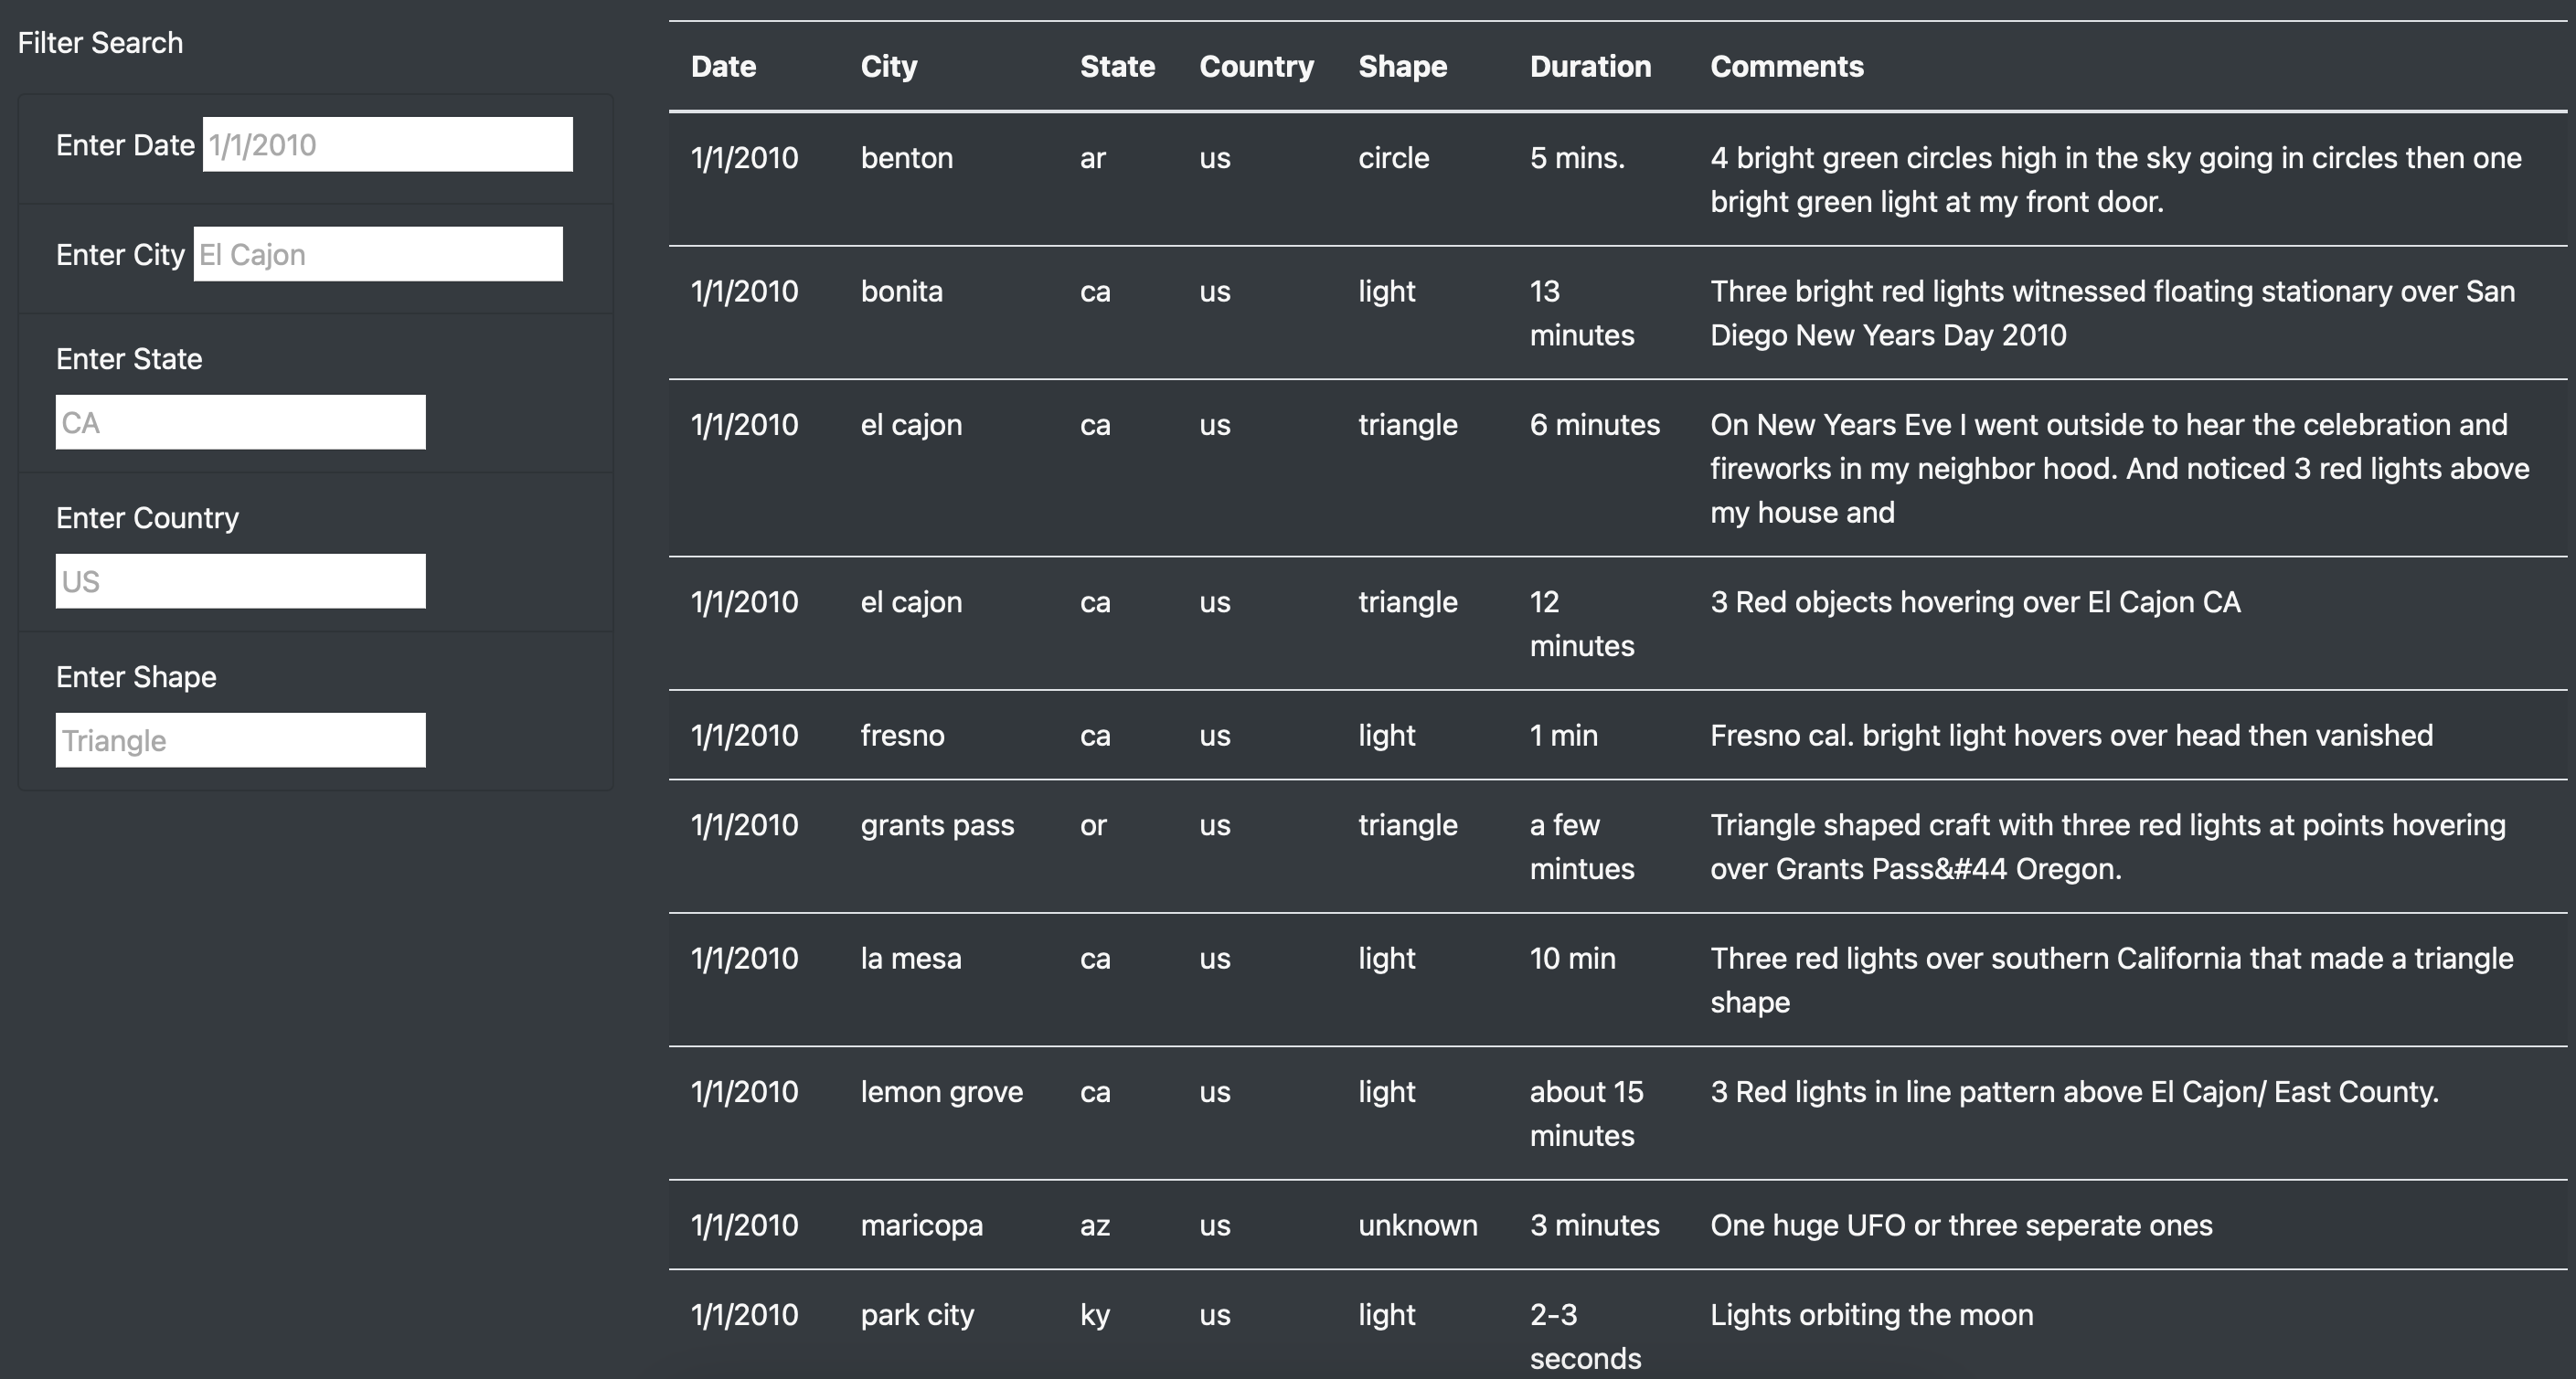 Filter Search
Enter Date 1/1/2010
Enter City El Cajon
Enter State
CA
Enter Country
US
Enter Shape
Triangle
Date City State Country Shape Duration Comments
1/1/2010 benton ar us circle 5 mins. 4 bright green circles high in the sky going in circles then one
bright green light at my front door.
1/1/2010 bonita ca us light 13 Three bright red lights witnessed floating stationary over San
minutes Diego New Years Day 2010
1/1/2010 el cajon ca us triangle 6 minutes On New Years Eve I went outside to hear the celebration and
fireworks in my neighbor hood. And noticed 3 red lights above
my house and
1/1/2010 el cajon ca us triangle 12 3 Red objects hovering over El Cajon CA
minutes
1/1/2010 fresno ca us light 1 min Fresno cal. bright light hovers over head then vanished
1/1/2010 grants pass or us triangle a few Triangle shaped craft with three red lights at points hovering
mintues over Grants Pass&#44 Oregon.
1/1/2010 la mesa ca us light 10 min Three red lights over southern California that made a triangle
shape
1/1/2010 lemon grove ca us light about 15 3 Red lights in line pattern above El Cajon/ East County.
minutes
1/1/2010 maricopa az us unknown 3 minutes One huge UFO or three seperate ones
1/1/2010 park city ky us light 2-3 Lights orbiting the moon
seconds